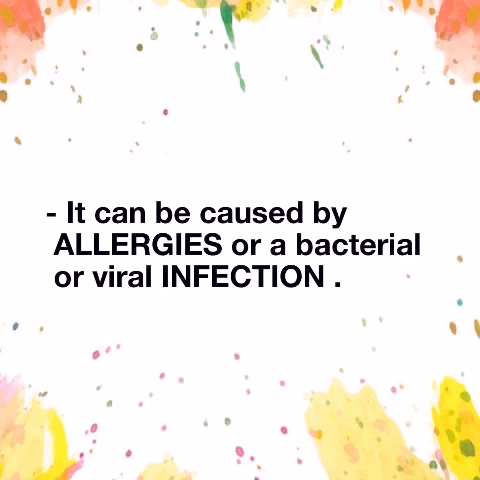 - It can be caused by
ALLERGIES or a bacterial
or viral INFECTION .